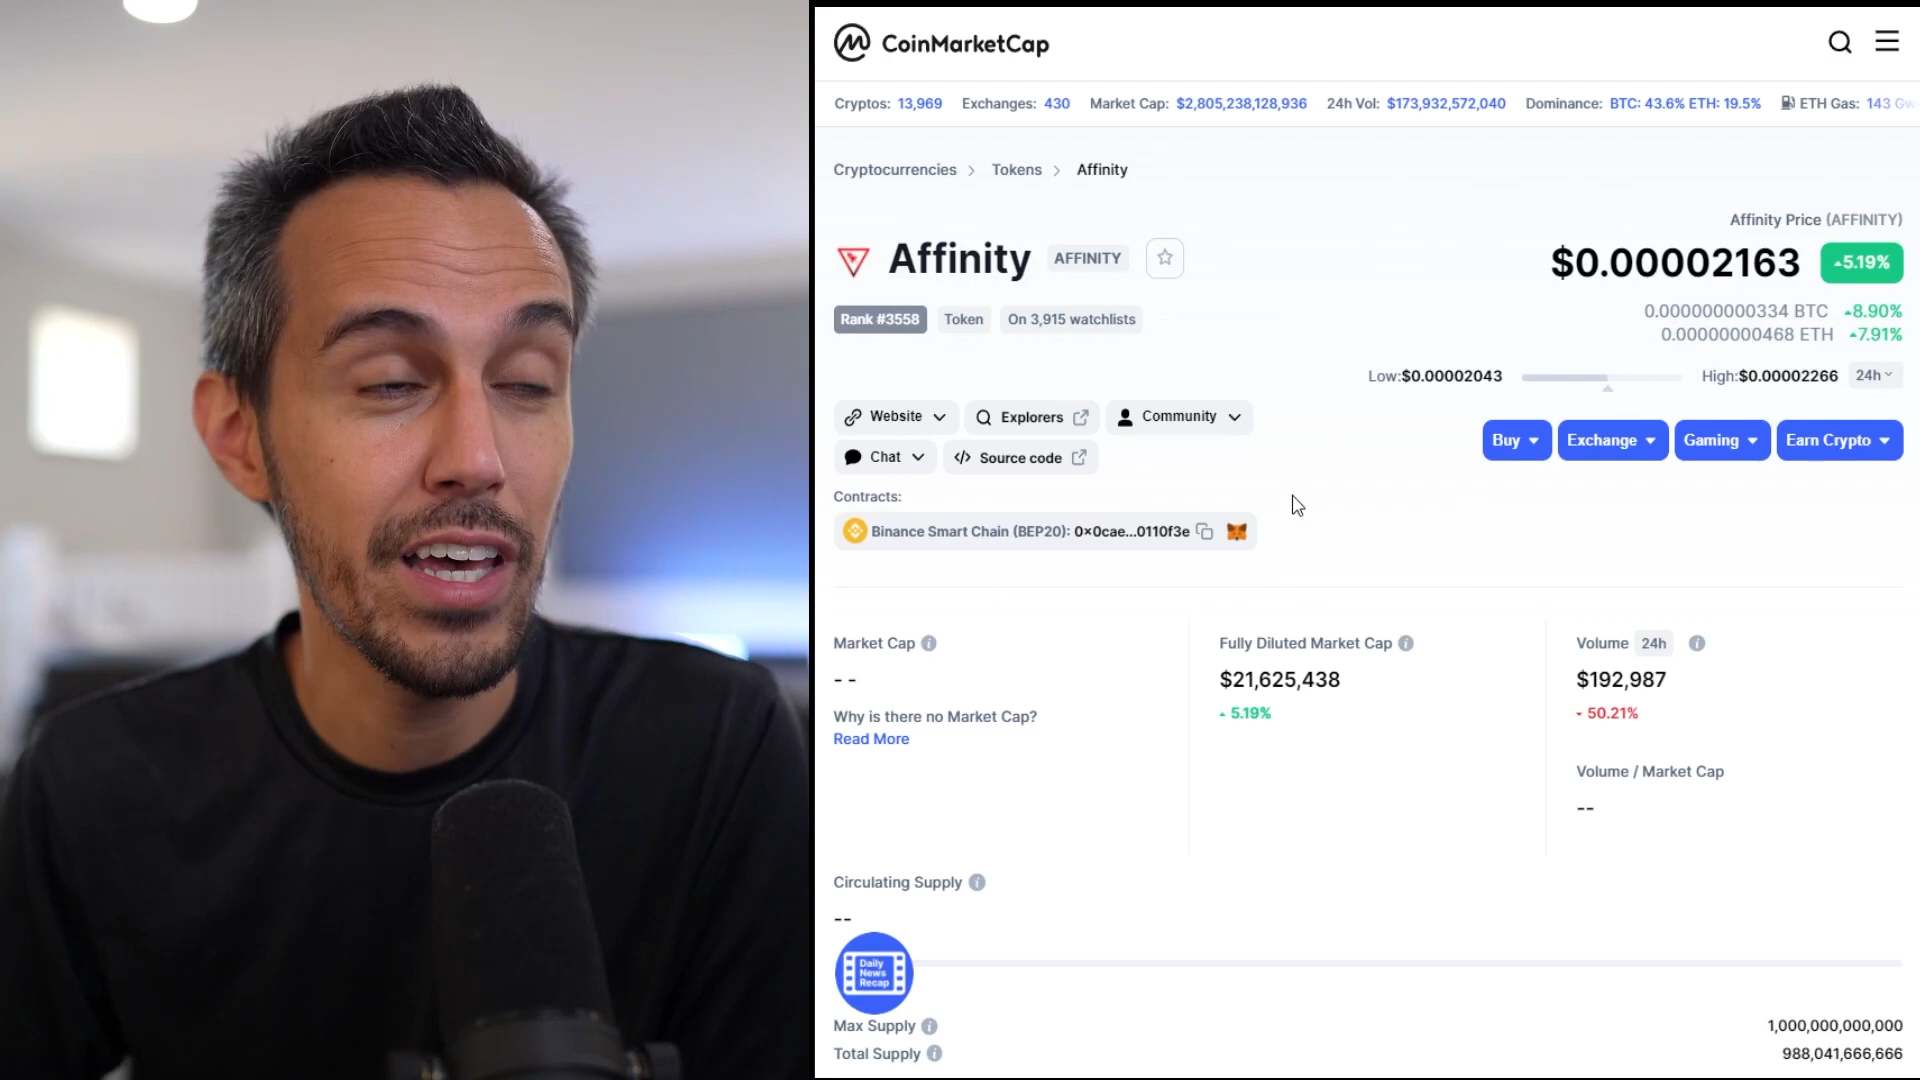 CoinMarketCap
Cryptos: 13,969 Exchanges: 430 Market Cap: $2,805,238,128,936 24h Vol: $173,932,572,040 Dominance: BTC: 43.6% ETH: 19.5% ETH Gas: 143 Gw
Cryptocurrencies > Tokens > Affinity
Affinity Price (AFFINITY)
Affinity AFFINITY
$0.00002163 5.19%
Rank #3558 Token On 3,915 watchlists
0.000000000334 BTC 8.90%
0.00000000468 ETH 7.91%
Low:$0.00002043 High:$0.00002266 24h
Website Explorers Community
Buy Exchange Gaming Earn Crypto
Chat </> Source code
Contracts:
Binance Smart Chain (BEP20): 0x0cae...0110f3e
Market Cap
- -
Why is there no Market Cap?
Read More
Fully Diluted Market Cap
$21,625,438
5.19%
Volume 24h
$192,987
50.21%
Volume / Market Cap
--
Circulating Supply
--
Daily
News
Recap
Max Supply 1,000,000,000,000
Total Supply 988,041,666,666